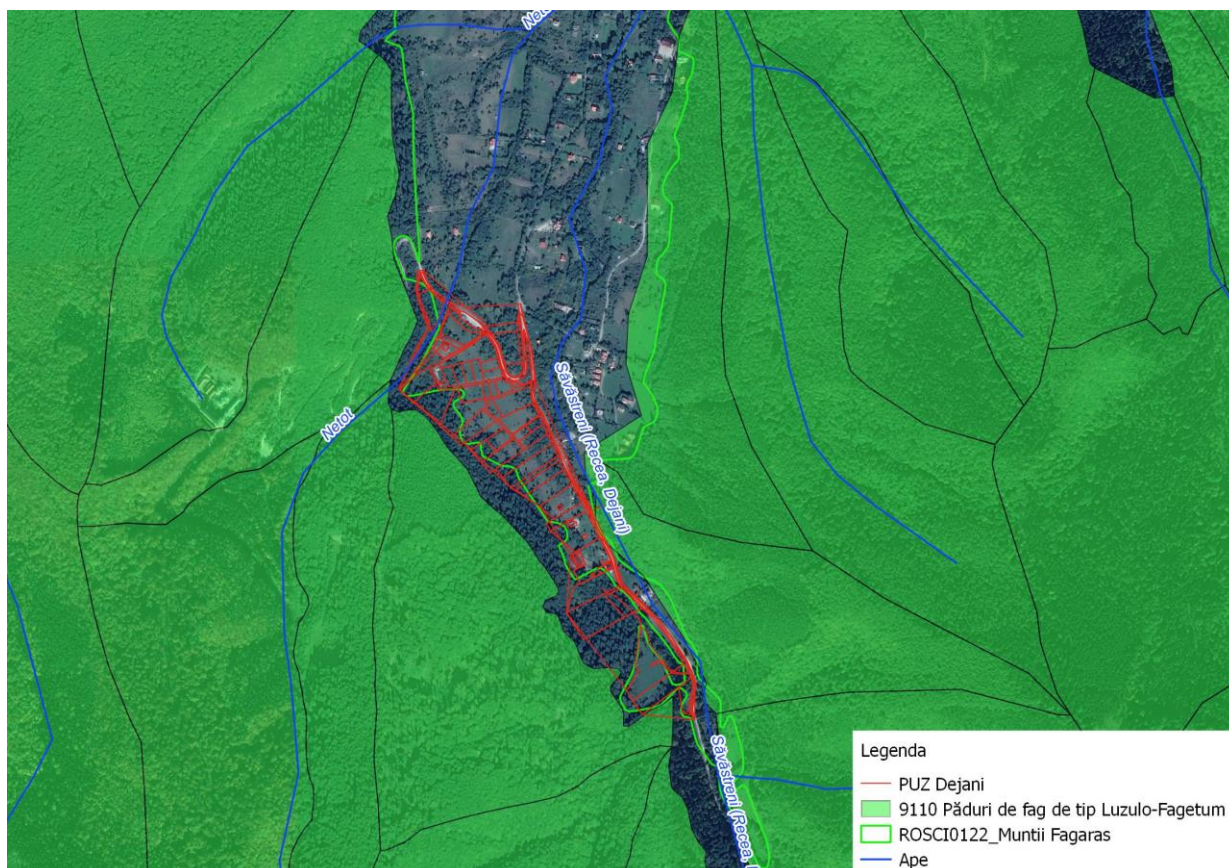 Netot
Săvăstreni (Recea, Dejani)
Netot
Săvăstreni (Recea,
Legenda
PUZ Dejani
9110 Păduri de fag de tip Luzulo-Fagetum
ROSCI0122_Muntii Fagaras
Ape